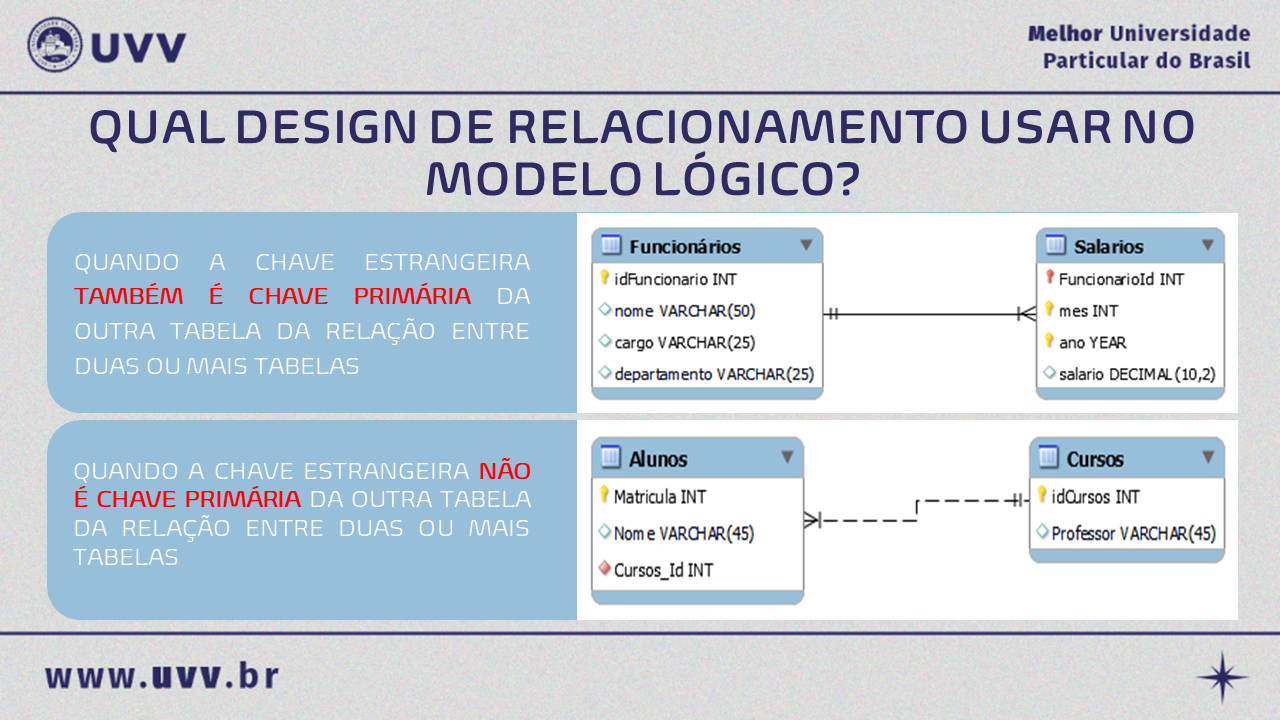 UVV
Melhor Universidade
Particular do Brasil
QUAL DESIGN DE RELACIONAMENTO USAR NO
MODELO LÓGICO?
QUANDO A CHAVE ESTRANGEIRA
TAMBÉM É CHAVE PRIMÁRIA DA
OUTRA TABELA DA RELAÇÃO ENTRE
DUAS OU MAIS TABELAS
Funcionários
idFuncionario INT
nome VARCHAR(50)
cargo VARCHAR(25)
departamento VARCHAR(25)
Salarios
FuncionarioId INT
mes INT
ano YEAR
salario DECIMAL(10,2)
QUANDO A CHAVE ESTRANGEIRA NÃO
É CHAVE PRIMÁRIA DA OUTRA TABELA
DA RELAÇÃO ENTRE DUAS OU MAIS
TABELAS
Alunos
Matricula INT
Nome VARCHAR(45)
Cursos_Id INT
Cursos
idCursos INT
Professor VARCHAR(45)
www.uvv.br